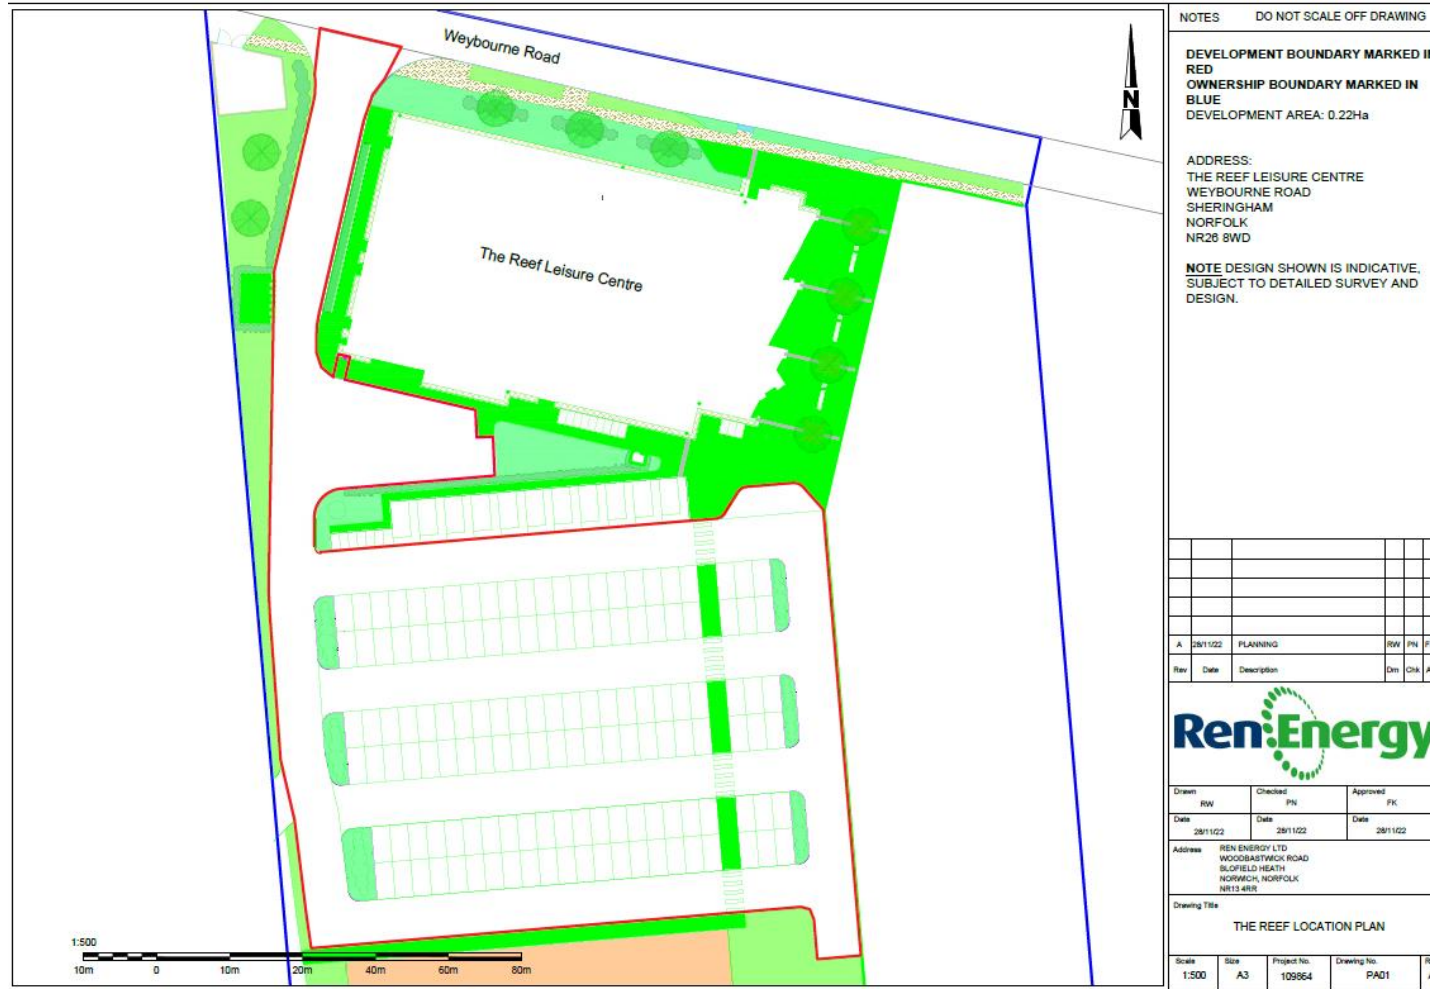 Weybourne Road
N
The Reef Leisure Centre
1:500
10m 0 10m 20m 40m 60m 80m
NOTES DO NOT SCALE OFF DRAWING
DEVELOPMENT BOUNDARY MARKED
RED
OWNERSHIP BOUNDARY MARKED IN
BLUE
DEVELOPMENT AREA: 0.22Ha
ADDRESS:
THE REEF LEISURE CENTRE
WEYBOURNE ROAD
SHERINGHAM
NORFOLK
NR26 8WD
NOTE DESIGN SHOWN IS INDICATIVE,
SUBJECT TO DETAILED SURVEY AND
DESIGN.
A 28/11/22 PLANNING RW PN
Rev Date Description Drn Chk
RenEnergy
Drawn Checked Approved
RW PN FK
Date Date Date
28/11/22 28/11/22 28/11/22
Address REN ENERGY LTD
WOODBASTWICK ROAD
BLOFIELD HEATH
NORWICH, NORFOLK
NR13 4RR
Drawing Title
THE REEF LOCATION PLAN
Scale Size Project No. Drawing No.
1:500 A3 109864 PA01